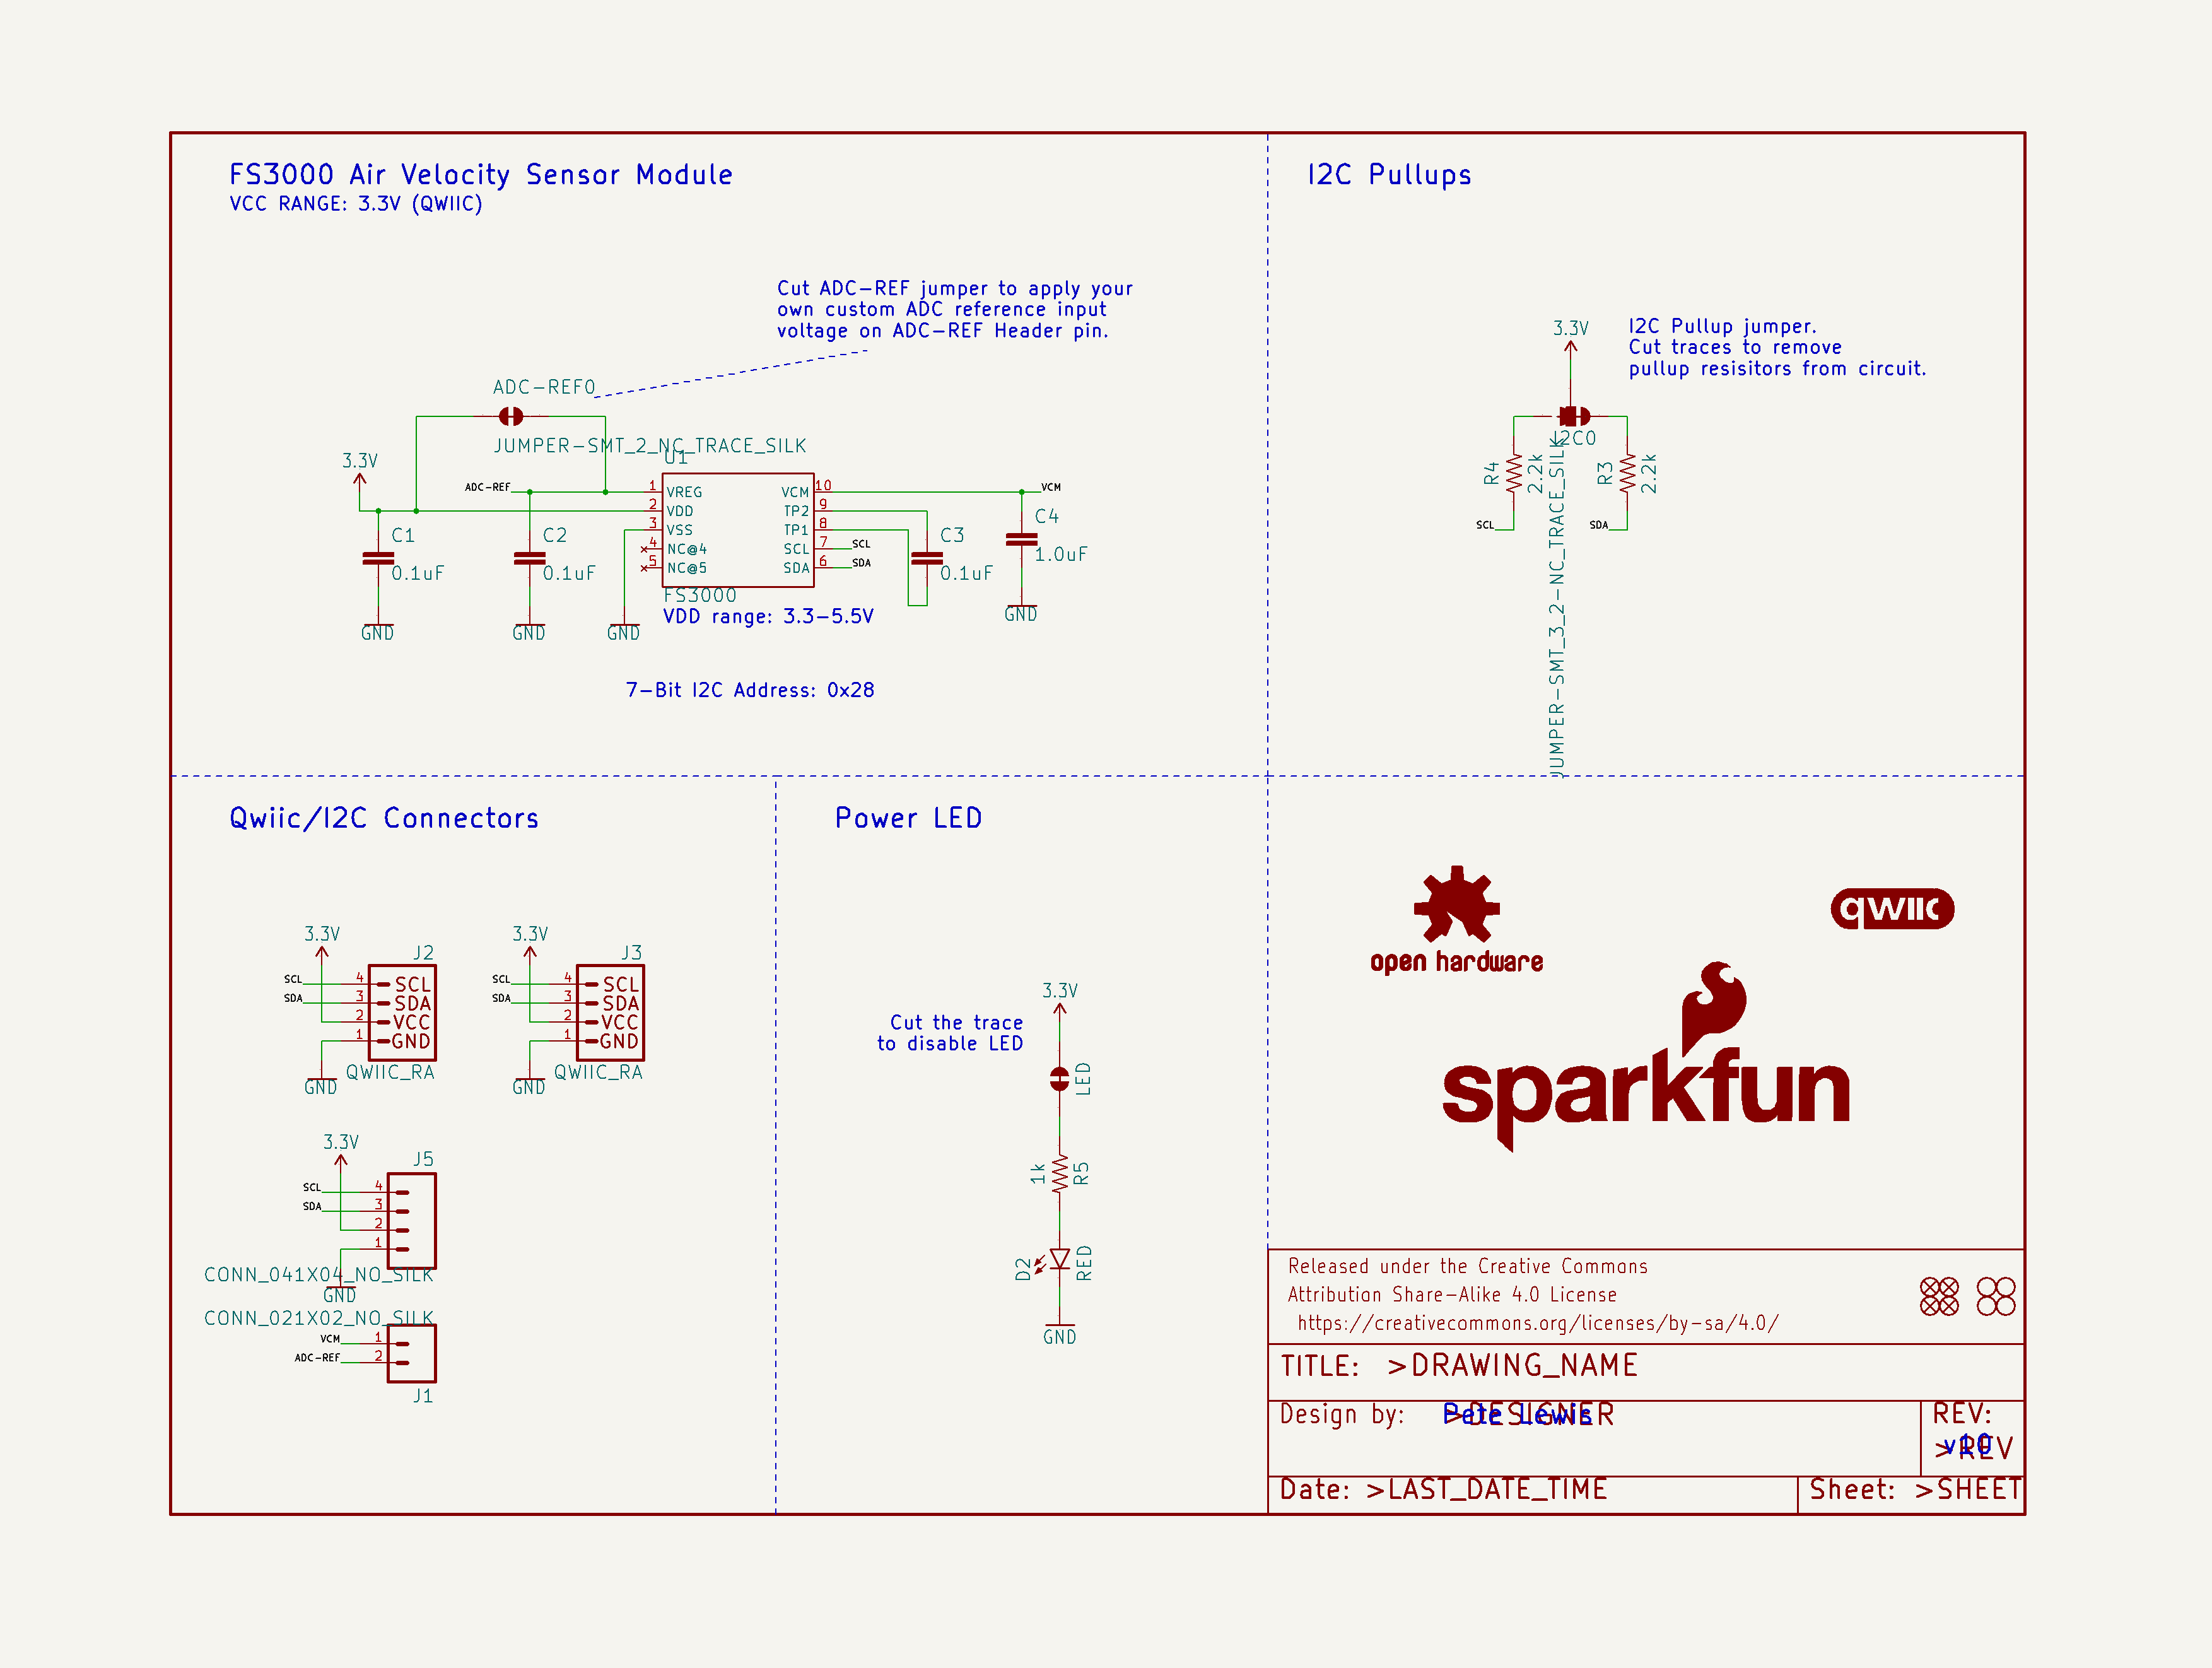 FS3000 Air Velocity Sensor Module
VCC RANGE: 3.3V (QWIIC)
Cut ADC-REF jumper to apply your
own custom ADC reference input
voltage on ADC-REF Header pin.
ADC-REF0
JUMPER-SMT_2_NC_TRACE_SILK
U1
3.3V
ADC-REF
1 VREG
2 VDD
3 VSS
4 NC@4
5 NC@5
VCM 10
TP2 9
TP1 8
SCL 7 SCL
SDA 6 SDA
VCM
C1
0.1uF
C2
0.1uF
C3
0.1uF
C4
1.0uF
GND
GND
GND
GND
FS3000
VDD range: 3.3-5.5V
7-Bit I2C Address: 0x28
I2C Pullups
3.3V
I2C Pullup jumper.
Cut traces to remove
pullup resisitors from circuit.
I2C0
JUMPER-SMT_3_2-NC_TRACE_SILK
R4
2.2k
R3
2.2k
SCL
SDA
Qwiic/I2C Connectors
3.3V
J2
SCL 4 SCL
SDA 3 SDA
2 VCC
1 GND
GND
QWIIC_RA
3.3V
J3
SCL 4 SCL
SDA 3 SDA
2 VCC
1 GND
GND
QWIIC_RA
3.3V
J5
SCL 4
SDA 3
2
1
CONN_041X04_NO_SILK
GND
CONN_021X02_NO_SILK
VCM 1
ADC-REF 2
J1
Power LED
3.3V
Cut the trace
to disable LED
LED
1k
R5
D2
RED
GND
open hardware
qwiic
sparkfun
Released under the Creative Commons
Attribution Share-Alike 4.0 License
https://creativecommons.org/licenses/by-sa/4.0/
TITLE: >DRAWING_NAME
Design by: >DESIGNER
Pete Lewis
REV:
>REV
v10
Date: >LAST_DATE_TIME
Sheet: >SHEET